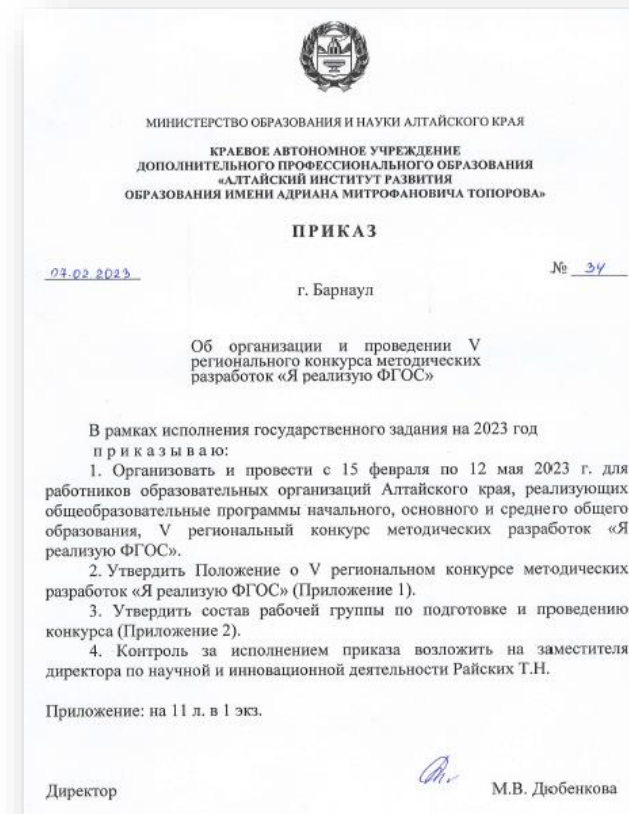 МИНИСТЕРСТВО ОБРАЗОВАНИЯ И НАУКИ АЛТАЙСКОГО КРАЯ
КРАЕВОЕ АВТОНОМНОЕ УЧРЕЖДЕНИЕ
ДОПОЛНИТЕЛЬНОГО ПРОФЕССИОНАЛЬНОГО ОБРАЗОВАНИЯ
«АЛТАЙСКИЙ ИНСТИТУТ РАЗВИТИЯ
ОБРАЗОВАНИЯ ИМЕНИ АДРИАНА МИТРОФАНОВИЧА ТОПОРОВА»
ПРИКАЗ
07.02.2023 № 34
г. Барнаул
Об организации и проведении V
регионального конкурса методических
разработок «Я реализую ФГОС»
В рамках исполнения государственного задания на 2023 год
п р и к а з ы в а ю:
1. Организовать и провести с 15 февраля по 12 мая 2023 г. для
работников образовательных организаций Алтайского края, реализующих
общеобразовательные программы начального, основного и среднего общего
образования, V региональный конкурс методических разработок «Я
реализую ФГОС».
2. Утвердить Положение о V региональном конкурсе методических
разработок «Я реализую ФГОС» (Приложение 1).
3. Утвердить состав рабочей группы по подготовке и проведению
конкурса (Приложение 2).
4. Контроль за исполнением приказа возложить на заместителя
директора по научной и инновационной деятельности Райских Т.Н.
Приложение: на 11 л. в 1 экз.
Директор М.В. Дюбенкова